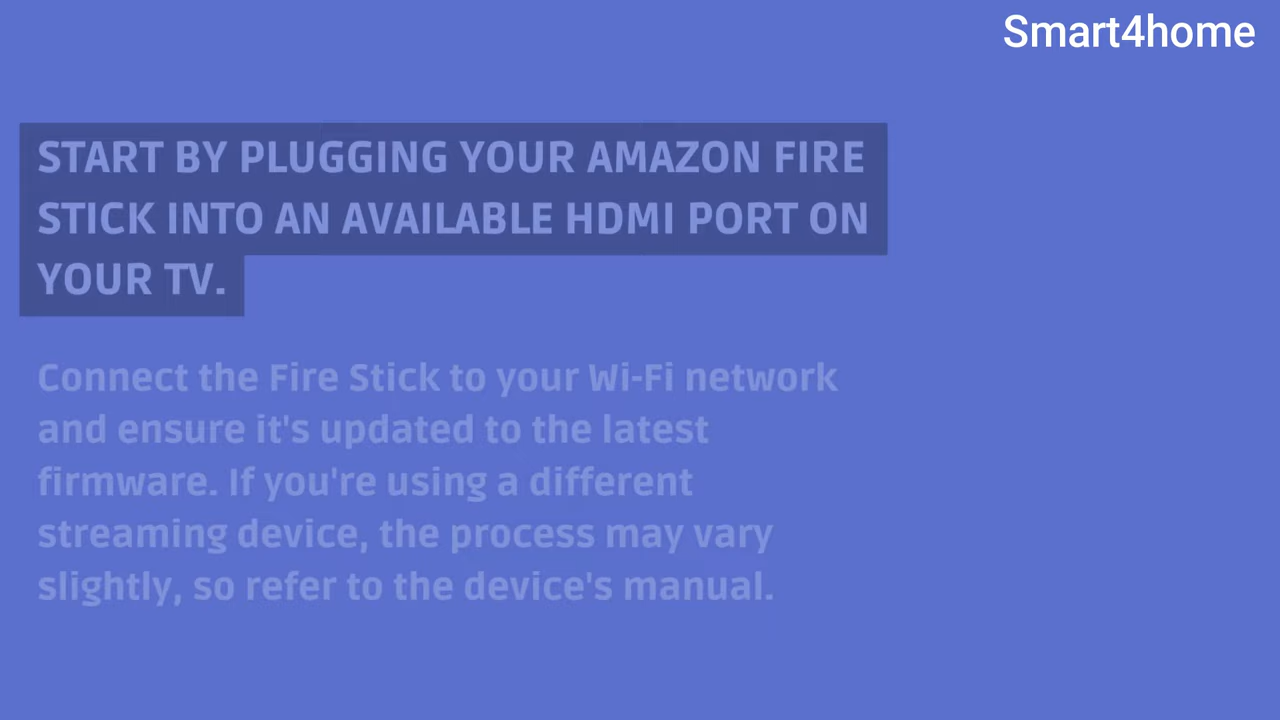 Smart4home
START BY PLUGGING YOUR AMAZON FIRE
STICK INTO AN AVAILABLE HDMI PORT ON
YOUR TV.
Connect the Fire Stick to your Wi-Fi network
and ensure it's updated to the latest
firmware. If you're using a different
streaming device, the process may vary
slightly, so refer to the device's manual.